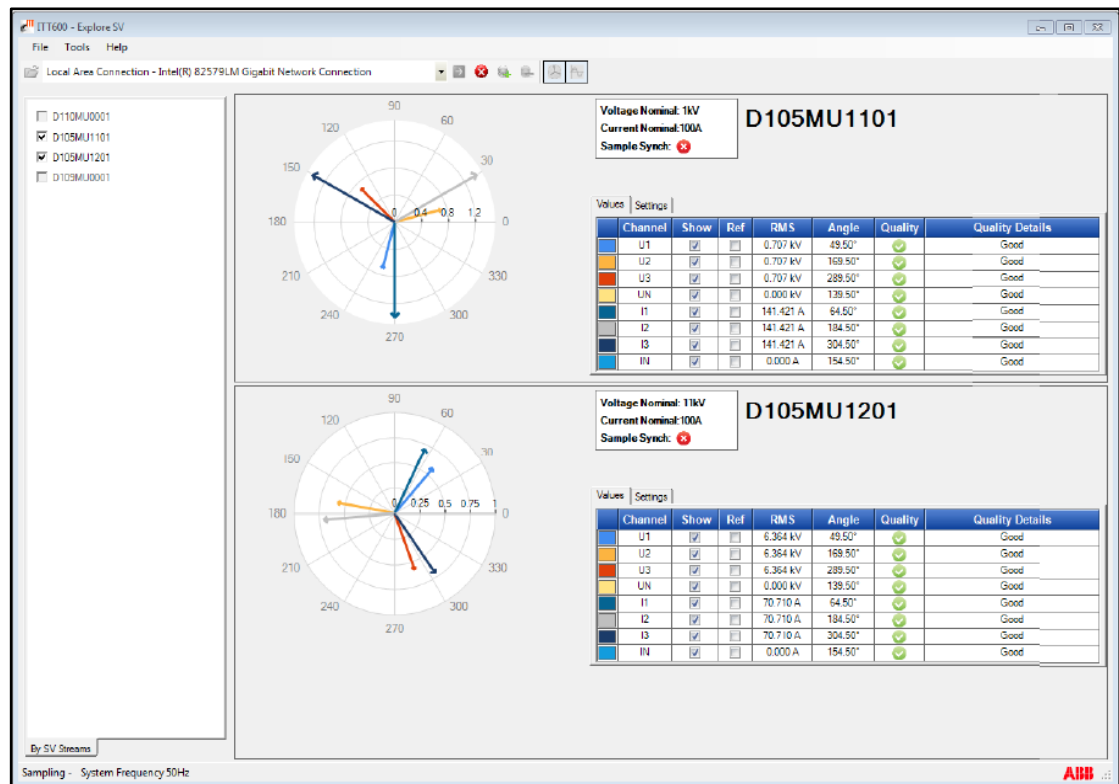 ITT600 - Explore SV
File Tools Help
Local Area Connection - Intel(R) 82579LM Gigabit Network Connection
D110MU0001
D105MU1101
D105MU1201
D109MU0001
By SV Streams
90
120 60
150 30
180 0 0.4 0.8 1.2 0
210 330
240 300
270
Voltage Nominal: 1kV
Current Nominal:100A
Sample Synch:
D105MU1101
Values Settings
Channel Show Ref RMS Angle Quality Quality Details
U1 0.707 kV 49.50° Good
U2 0.707 kV 169.50° Good
U3 0.707 kV 289.50° Good
UN 0.000 kV 139.50° Good
I1 141.421 A 64.50° Good
I2 141.421 A 184.50° Good
I3 141.421 A 304.50° Good
IN 0.000 A 154.50° Good
90
120 60
150 30
180 0 0.25 0.5 0.75 1 0
210 330
240 300
270
Voltage Nominal: 11kV
Current Nominal:100A
Sample Synch:
D105MU1201
Values Settings
Channel Show Ref RMS Angle Quality Quality Details
U1 6.364 kV 49.50° Good
U2 6.364 kV 169.50° Good
U3 6.364 kV 289.50° Good
UN 0.000 kV 139.50° Good
I1 70.710 A 64.50° Good
I2 70.710 A 184.50° Good
I3 70.710 A 304.50° Good
IN 0.000 A 154.50° Good
Sampling - System Frequency 50Hz
ABB